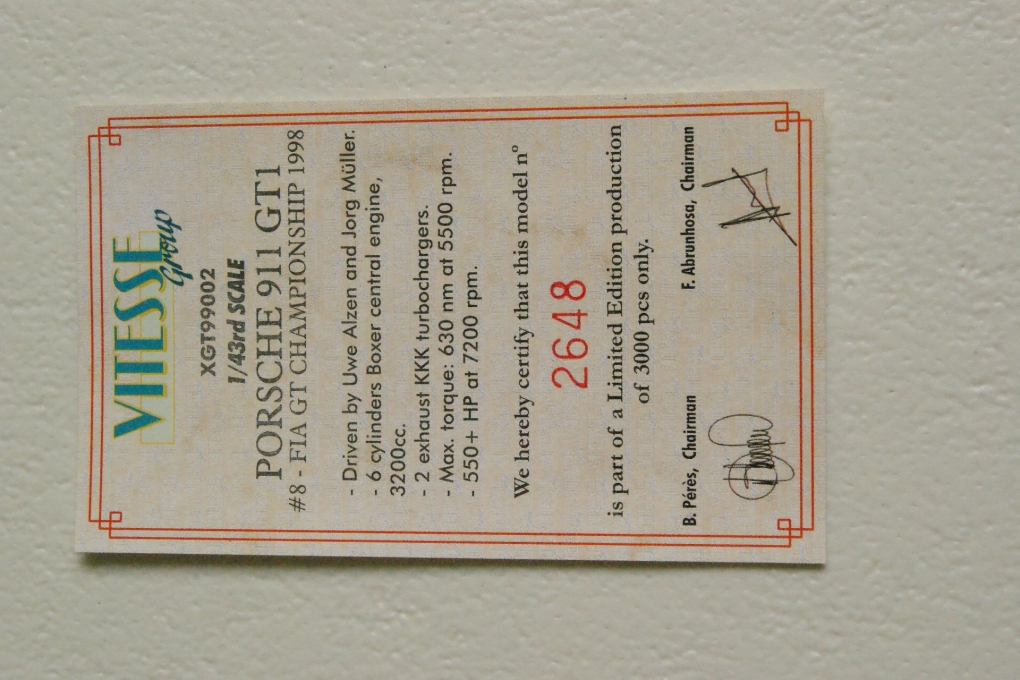 VITESSE
Group
XGT99002
1/43rd SCALE
PORSCHE 911 GT1
#8 - FIA GT CHAMPIONSHIP 1998
- Driven by Uwe Alzen and Jorg Müller.
- 6 cylinders Boxer central engine,
3200cc.
- 2 exhaust KKK turbochargers.
- Max. torque: 630 nm at 5500 rpm.
- 550+ HP at 7200 rpm.
We hereby certify that this model nº
2648
is part of a Limited Edition production
of 3000 pcs only.
B. Pérès, Chairman F. Abrunhosa, Chairman